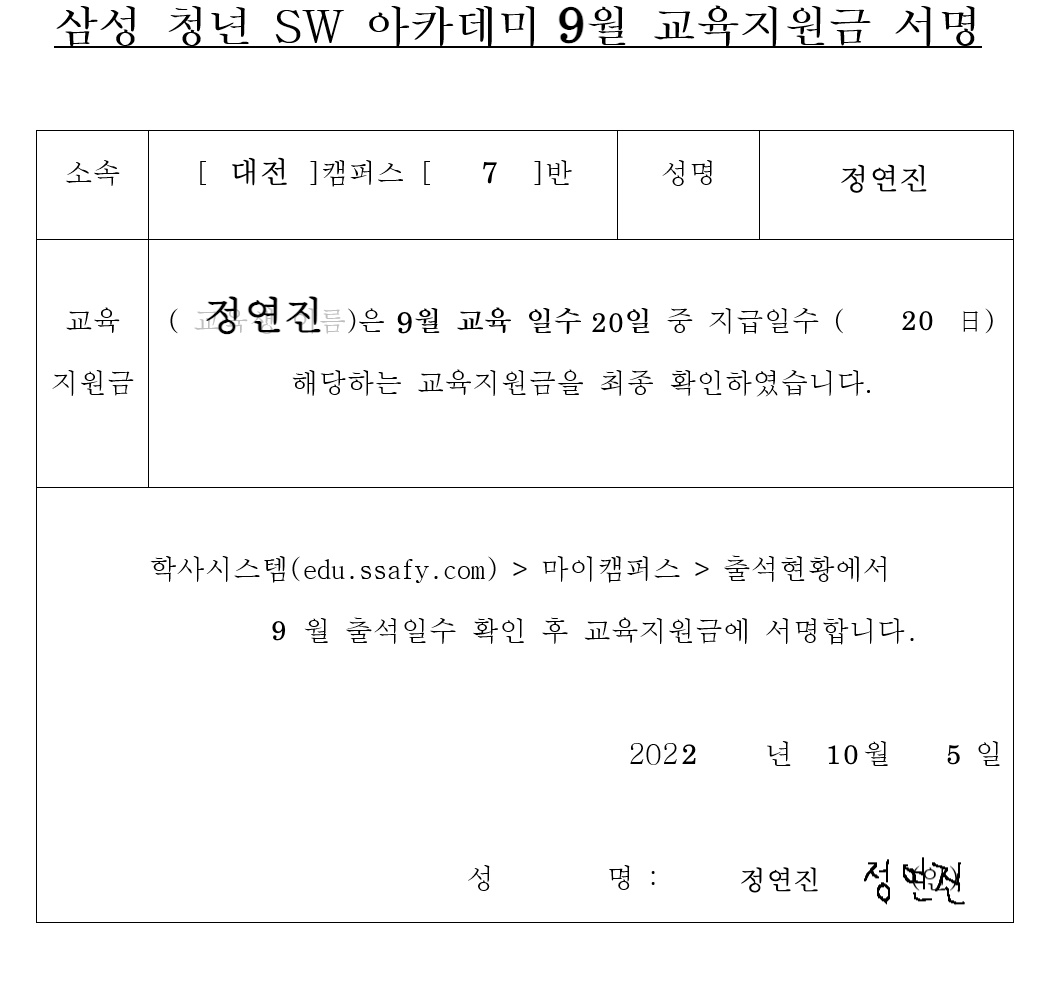 삼성 청년 SW 아카데미 9월 교육지원금 서명
소속 [ 대전 ]캠퍼스 [ 7 ]반 성명 정연진
교육 ( 정연진)은 9월 교육 일수 20일 중 지급일수 ( 20 日)
지원금 해당하는 교육지원금을 최종 확인하였습니다.
학사시스템(edu.ssafy.com) > 마이캠퍼스 > 출석현황에서
9 월 출석일수 확인 후 교육지원금에 서명합니다.
2022 년 10월 5 일
성 명 : 정연진 정연진